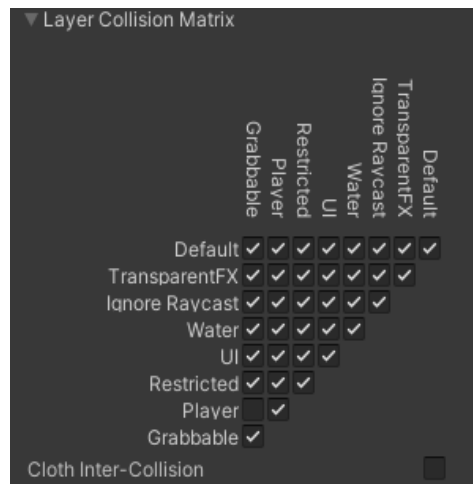 Layer Collision Matrix
Grabbable
Player
Restricted
UI
Water
Ignore Raycast
TransparentFX
Default
Default
TransparentFX
Ignore Raycast
Water
UI
Restricted
Player
Grabbable
Cloth Inter-Collision